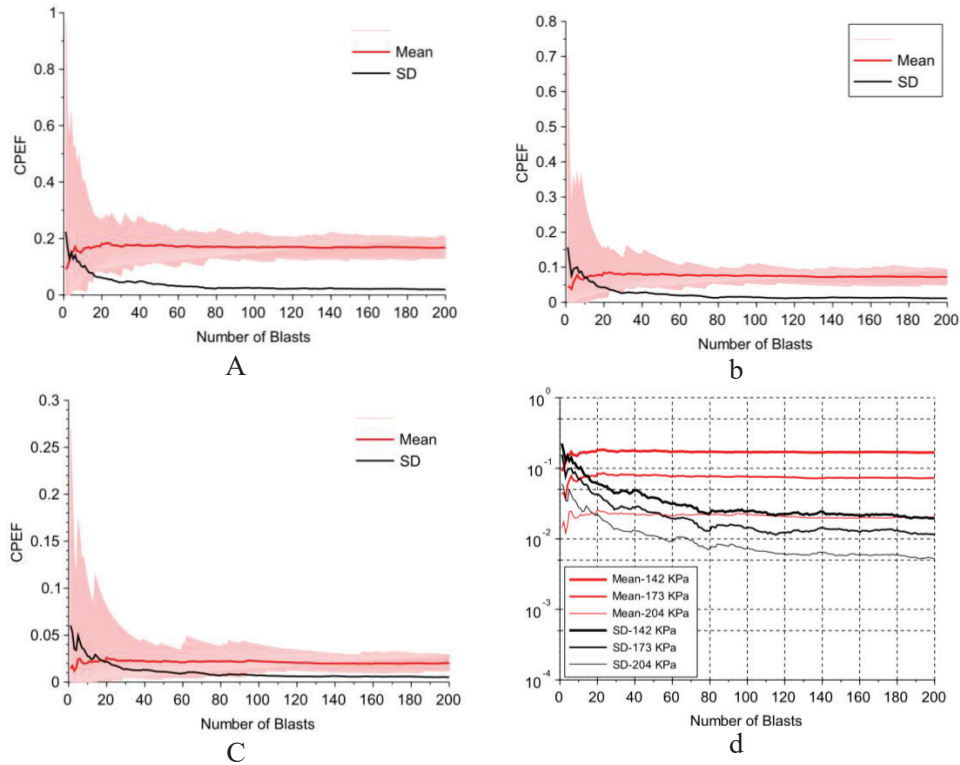 1
0.8
0.6
0.4
0.2
0
CPEF
Mean
SD
0 20 40 60 80 100 120 140 160 180 200
Number of Blasts
A
0.8
0.7
0.6
0.5
0.4
0.3
0.2
0.1
0
CPEF
Mean
SD
0 20 40 60 80 100 120 140 160 180 200
Number of Blasts
b
0.3
0.25
0.2
0.15
0.1
0.05
0
CPEF
Mean
SD
0 20 40 60 80 100 120 140 160 180 200
Number of Blasts
C
10⁰
10⁻¹
10⁻²
10⁻³
10⁻⁴
Mean-142 KPa
Mean-173 KPa
Mean-204 KPa
SD-142 KPa
SD-173 KPa
SD-204 KPa
0 20 40 60 80 100 120 140 160 180 200
Number of Blasts
d